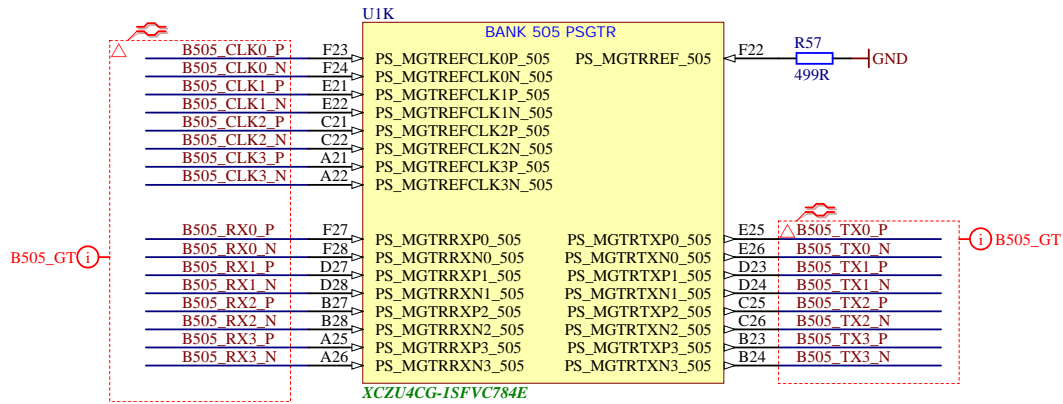 U1K
BANK 505 PSGTR
B505_CLK0_P F23 PS_MGTREFCLK0P_505 PS_MGTRREF_505 F22 R57 499R GND
B505_CLK0_N F24 PS_MGTREFCLK0N_505
B505_CLK1_P E21 PS_MGTREFCLK1P_505
B505_CLK1_N E22 PS_MGTREFCLK1N_505
B505_CLK2_P C21 PS_MGTREFCLK2P_505
B505_CLK2_N C22 PS_MGTREFCLK2N_505
B505_CLK3_P A21 PS_MGTREFCLK3P_505
B505_CLK3_N A22 PS_MGTREFCLK3N_505
B505_RX0_P F27 PS_MGTRRXP0_505 PS_MGTRTXP0_505 E25 B505_TX0_P
B505_GT i B505_RX0_N F28 PS_MGTRRXN0_505 PS_MGTRTXN0_505 E26 B505_TX0_N i B505_GT
B505_RX1_P D27 PS_MGTRRXP1_505 PS_MGTRTXP1_505 D23 B505_TX1_P
B505_RX1_N D28 PS_MGTRRXN1_505 PS_MGTRTXN1_505 D24 B505_TX1_N
B505_RX2_P B27 PS_MGTRRXP2_505 PS_MGTRTXP2_505 C25 B505_TX2_P
B505_RX2_N B28 PS_MGTRRXN2_505 PS_MGTRTXN2_505 C26 B505_TX2_N
B505_RX3_P A25 PS_MGTRRXP3_505 PS_MGTRTXP3_505 B23 B505_TX3_P
B505_RX3_N A26 PS_MGTRRXN3_505 PS_MGTRTXN3_505 B24 B505_TX3_N
XCZU4CG-1SFVC784E